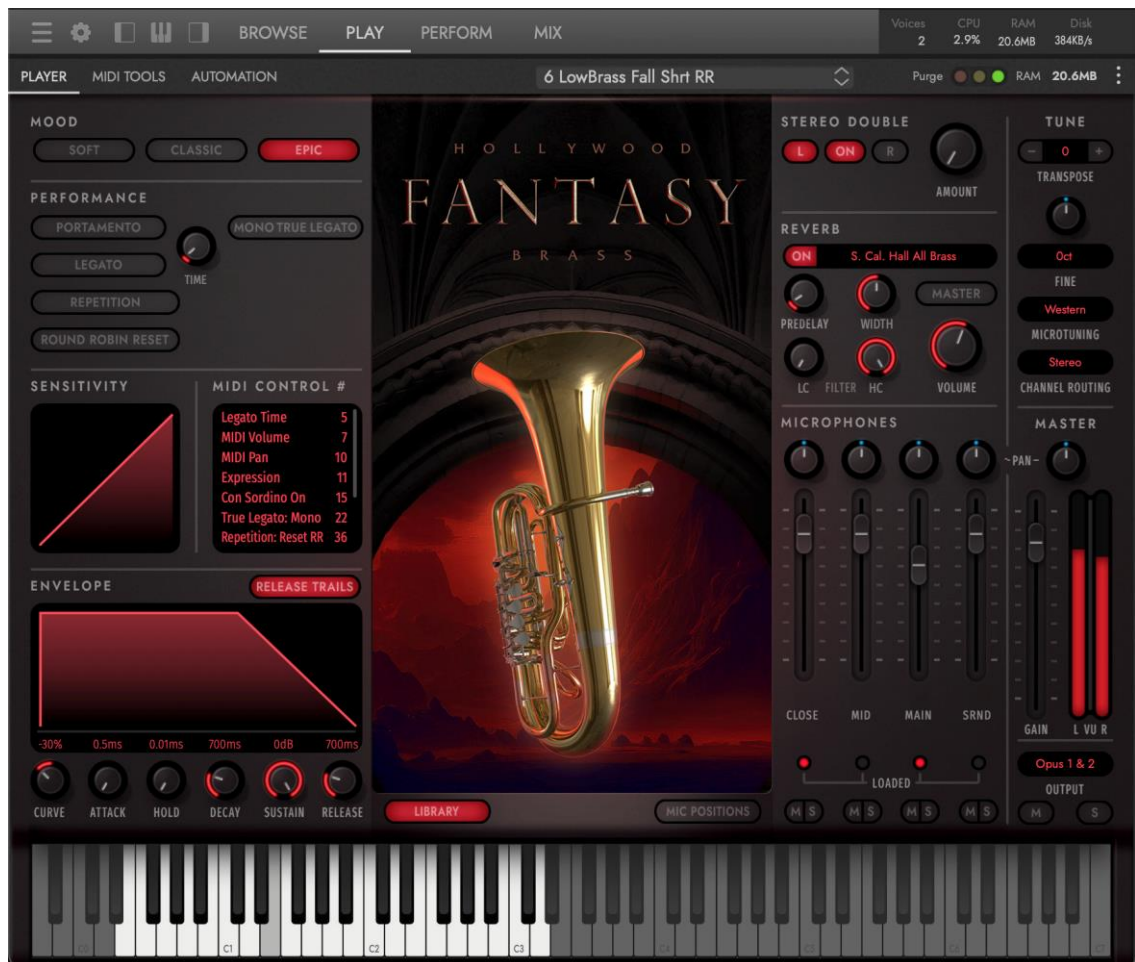 BROWSE PLAY PERFORM MIX
Voices CPU RAM Disk
2 2.9% 20.6MB 384KB/s
PLAYER MIDI TOOLS AUTOMATION
6 LowBrass Fall Shrt RR
Purge RAM 20.6MB
MOOD
SOFT CLASSIC EPIC
PERFORMANCE
PORTAMENTO
MONO TRUE LEGATO
LEGATO
TIME
REPETITION
ROUND ROBIN RESET
SENSITIVITY
MIDI CONTROL #
Legato Time 5
MIDI Volume 7
MIDI Pan 10
Expression 11
Con Sordino On 15
True Legato: Mono 22
Repetition: Reset RR 36
ENVELOPE
RELEASE TRAILS
-30% 0.5ms 0.01ms 700ms 0dB 700ms
CURVE ATTACK HOLD DECAY SUSTAIN RELEASE
HOLLYWOOD
FANTASY
BRASS
LIBRARY
MIC POSITIONS
STEREO DOUBLE
L ON R
AMOUNT
REVERB
ON S. Cal. Hall All Brass
MASTER
PREDELAY WIDTH
LC FILTER HC VOLUME
MICROPHONES
~PAN-
CLOSE MID MAIN SRND
LOADED
M S M S M S M S
TUNE
- 0 +
TRANSPOSE
0ct
FINE
Western
MICROTUNING
Stereo
CHANNEL ROUTING
MASTER
GAIN L VU R
Opus 1 & 2
OUTPUT
M S
C0 C1 C2 C3 C4 C5 C6 C7